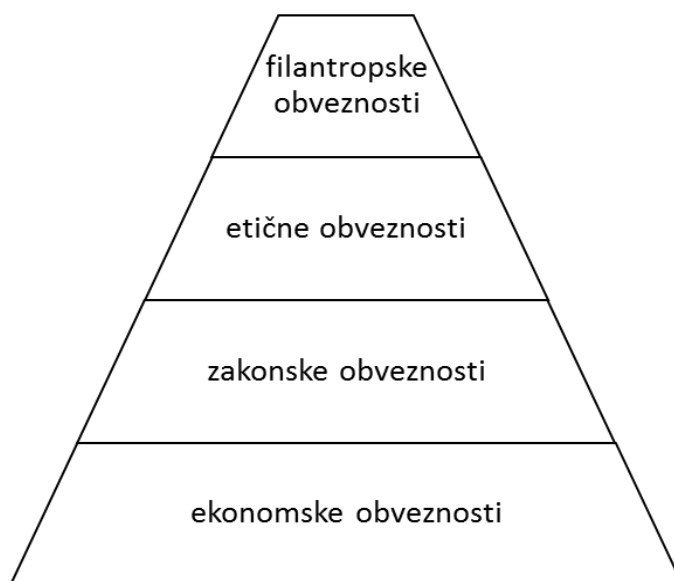 filantropske
obveznosti
etične obveznosti
zakonske obveznosti
ekonomske obveznosti